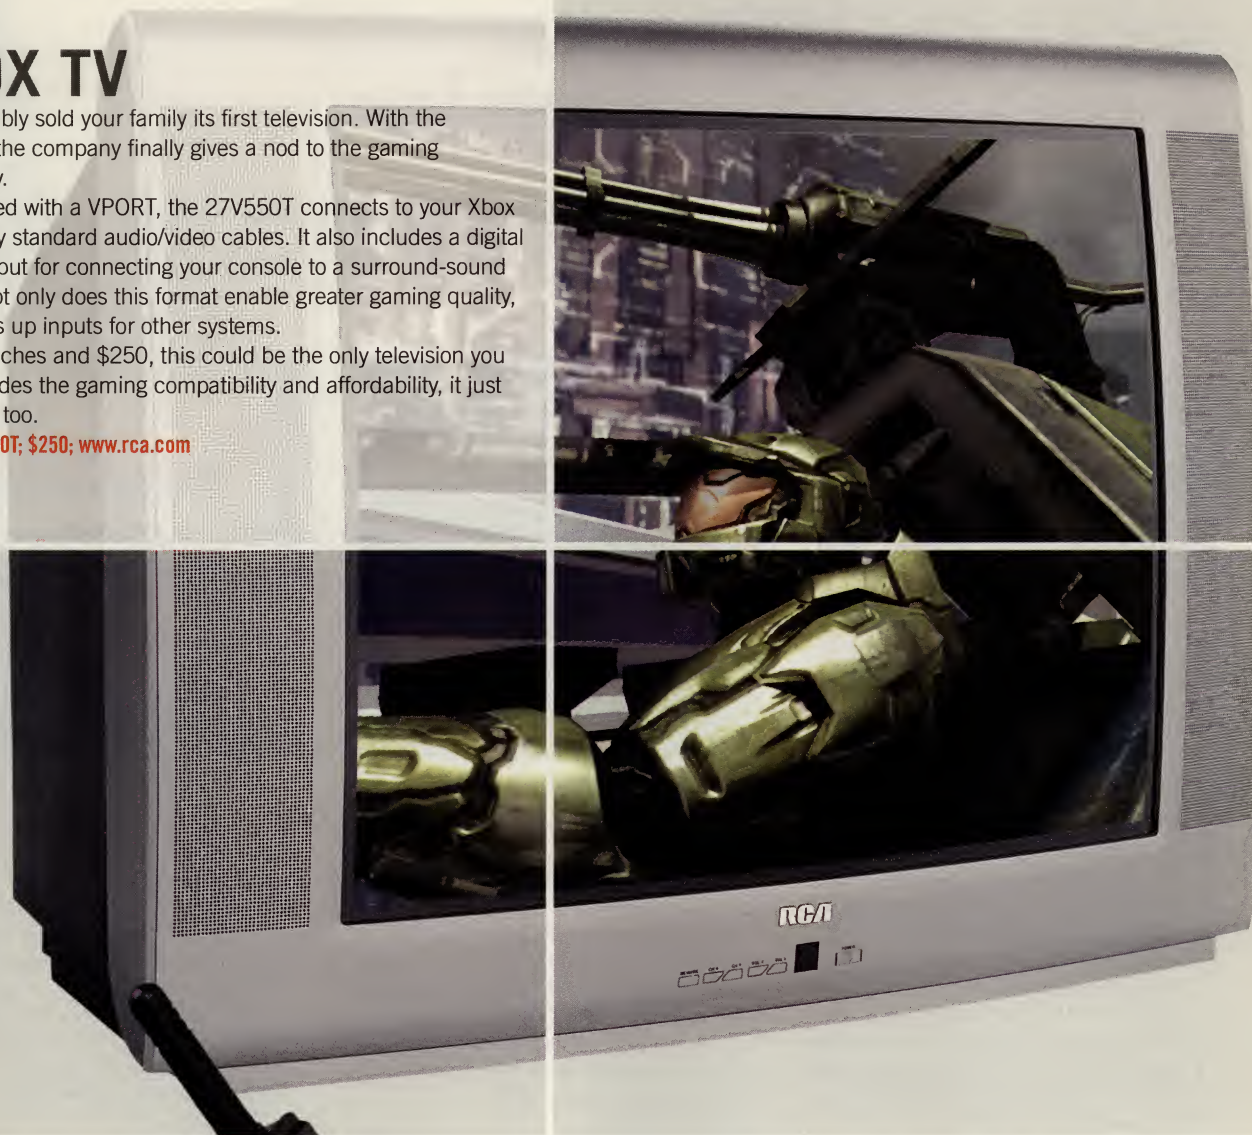 OX TV
bly sold your family its first television. With the
the company finally gives a nod to the gaming
y.
ed with a VPORT, the 27V550T connects to your Xbox
y standard audio/video cables. It also includes a digital
put for connecting your console to a surround-sound
ot only does this format enable greater gaming quality,
s up inputs for other systems.
ches and $250, this could be the only television you
des the gaming compatibility and affordability, it just
too.
0T; $250; www.rca.com
RCA